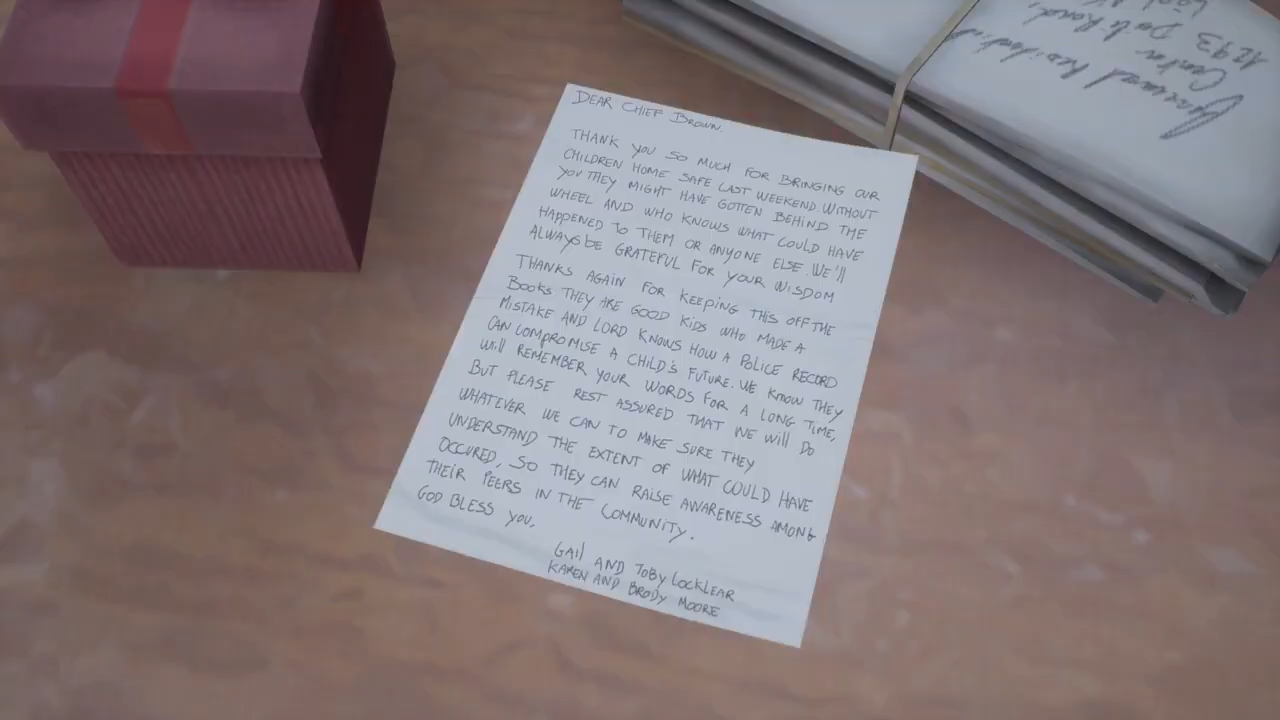 DEAR CHIEF BROWN.
THANK YOU SO MUCH FOR BRINGING OUR
CHILDREN HOME SAFE LAST WEEKEND. WITHOUT
YOU THEY MIGHT HAVE GOTTEN BEHIND THE
WHEEL AND WHO KNOWS WHAT COULD HAVE
HAPPENED TO THEM OR ANYONE ELSE. WE'll
ALWAYS bE GRATEFUL FOR YOUR WISDOM
THANKS AGAIN FOR KEEPING THIS OFF THE
BOOKS THEY ARE GOOD KIDS WHO MADE A
MISTAKE AND LORD KNOWS HOW A POLICE RECORD
CAN COMPROMISE A CHILD'S FUTURE. WE KNOW THEY
WIll REMEMBER YOUR WORDS FOR A LONG TIME,
BUT PLEASE REST ASSURED THAT WE WIll DO
WHATEVER WE CAN TO MAKE SURE THEY
UNDERSTAND THE EXTENT OF WHAT COULD HAVE
OCCURED, SO THEY CAN RAISE AWARENESS AMONG
THEIR PEERS IN THE COMMUNITY.
GOD BLESS YOU,
GAIl AND TOBY LOCKLEAR
KAREN AND BRODY MOORE
Center
1293 Road,